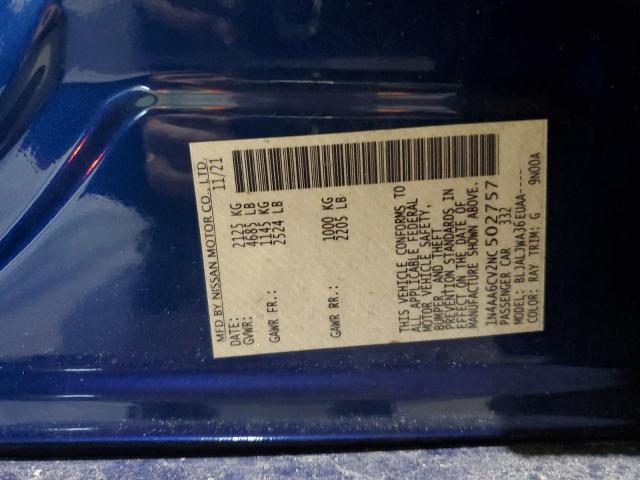 MFD BY NISSAN MOTOR CO., LTD.
DATE: 11/21
GVWR: 2125 KG
4685 LB
GAWR FR.: 1145 KG
2524 LB
GAWR RR.: 1000 KG
2205 LB
THIS VEHICLE CONFORMS TO
ALL APPLICABLE FEDERAL
MOTOR VEHICLE SAFETY,
BUMPER, AND THEFT
PREVENTION STANDARDS IN
EFFECT ON THE DATE OF
MANUFACTURE SHOWN ABOVE.
1N4AA6CV2NC502757
PASSENGER CAR 332
MODEL: BLJALJWA36EUAA----
COLOR: RAY TRIM: G 9N00A